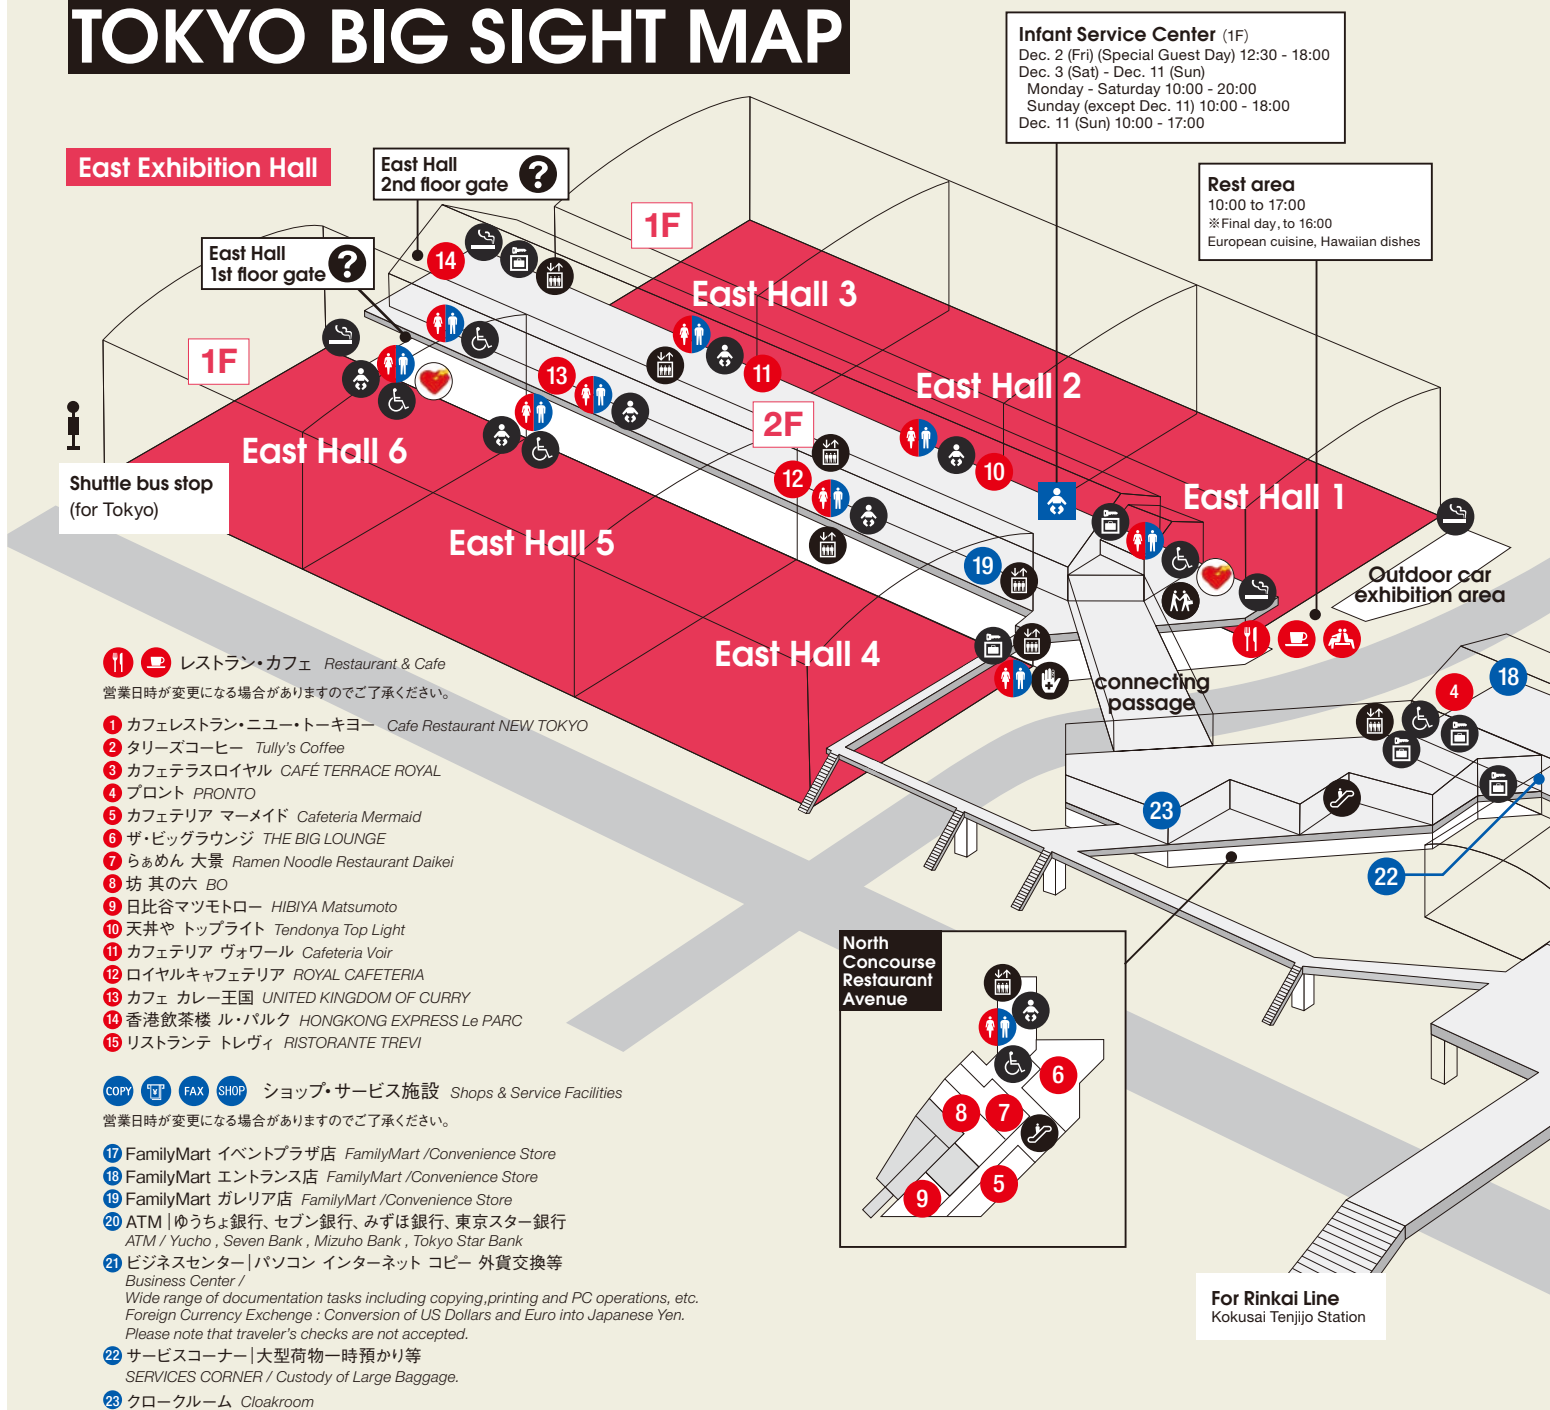 TOKYO BIG SIGHT MAP
Infant Service Center (1F)
Dec. 2 (Fri) (Special Guest Day) 12:30 - 18:00
Dec. 3 (Sat) - Dec. 11 (Sun)
Monday - Saturday 10:00 - 20:00
Sunday (except Dec. 11) 10:00 - 18:00
Dec. 11 (Sun) 10:00 - 17:00
East Exhibition Hall
East Hall
2nd floor gate ?
Rest area
10:00 to 17:00
※Final day, to 16:00
European cuisine, Hawaiian dishes
1F
East Hall
1st floor gate ?
14
East Hall 3
1F
13
11
East Hall 2
2F
East Hall 6
12
10
East Hall 1
Shuttle bus stop
(for Tokyo)
East Hall 5
19
Outdoor car
exhibition area
East Hall 4
connecting
passage
18
4
23
22
レストラン・カフェ Restaurant & Cafe
営業日時が変更になる場合がありますのでご了承ください。
1 カフェレストラン・ニュー・トーキヨー Cafe Restaurant NEW TOKYO
2 タリーズコーヒー Tully's Coffee
3 カフェテラスロイヤル CAFÉ TERRACE ROYAL
4 プロント PRONTO
5 カフェテリア マーメイド Cafeteria Mermaid
6 ザ・ビッグラウンジ THE BIG LOUNGE
7 らぁめん 大景 Ramen Noodle Restaurant Daikei
8 坊 其の六 BO
9 日比谷マツモトロー HIBIYA Matsumoto
10 天丼や トップライト Tendonya Top Light
11 カフェテリア ヴォワール Cafeteria Voir
12 ロイヤルキャフェテリア ROYAL CAFETERIA
13 カフェ カレー王国 UNITED KINGDOM OF CURRY
14 香港飲茶楼 ル・パルク HONGKONG EXPRESS Le PARC
15 リストランテ トレヴィ RISTORANTE TREVI
North
Concourse
Restaurant
Avenue
6
8
7
5
9
COPY ¥ FAX SHOP ショップ・サービス施設 Shops & Service Facilities
営業日時が変更になる場合がありますのでご了承ください。
17 FamilyMart イベントプラザ店 FamilyMart /Convenience Store
18 FamilyMart エントランス店 FamilyMart /Convenience Store
19 FamilyMart ガレリア店 FamilyMart /Convenience Store
20 ATM|ゆうちょ銀行、セブン銀行、みずほ銀行、東京スター銀行
ATM / Yucho , Seven Bank , Mizuho Bank , Tokyo Star Bank
21 ビジネスセンター|パソコン インターネット コピー 外貨交換等
Business Center /
Wide range of documentation tasks including copying,printing and PC operations, etc.
Foreign Currency Exchenge : Conversion of US Dollars and Euro into Japanese Yen.
Please note that traveler's checks are not accepted.
22 サービスコーナー|大型荷物一時預かり等
SERVICES CORNER / Custody of Large Baggage.
23 クロークルーム Cloakroom
For Rinkai Line
Kokusai Tenjijo Station